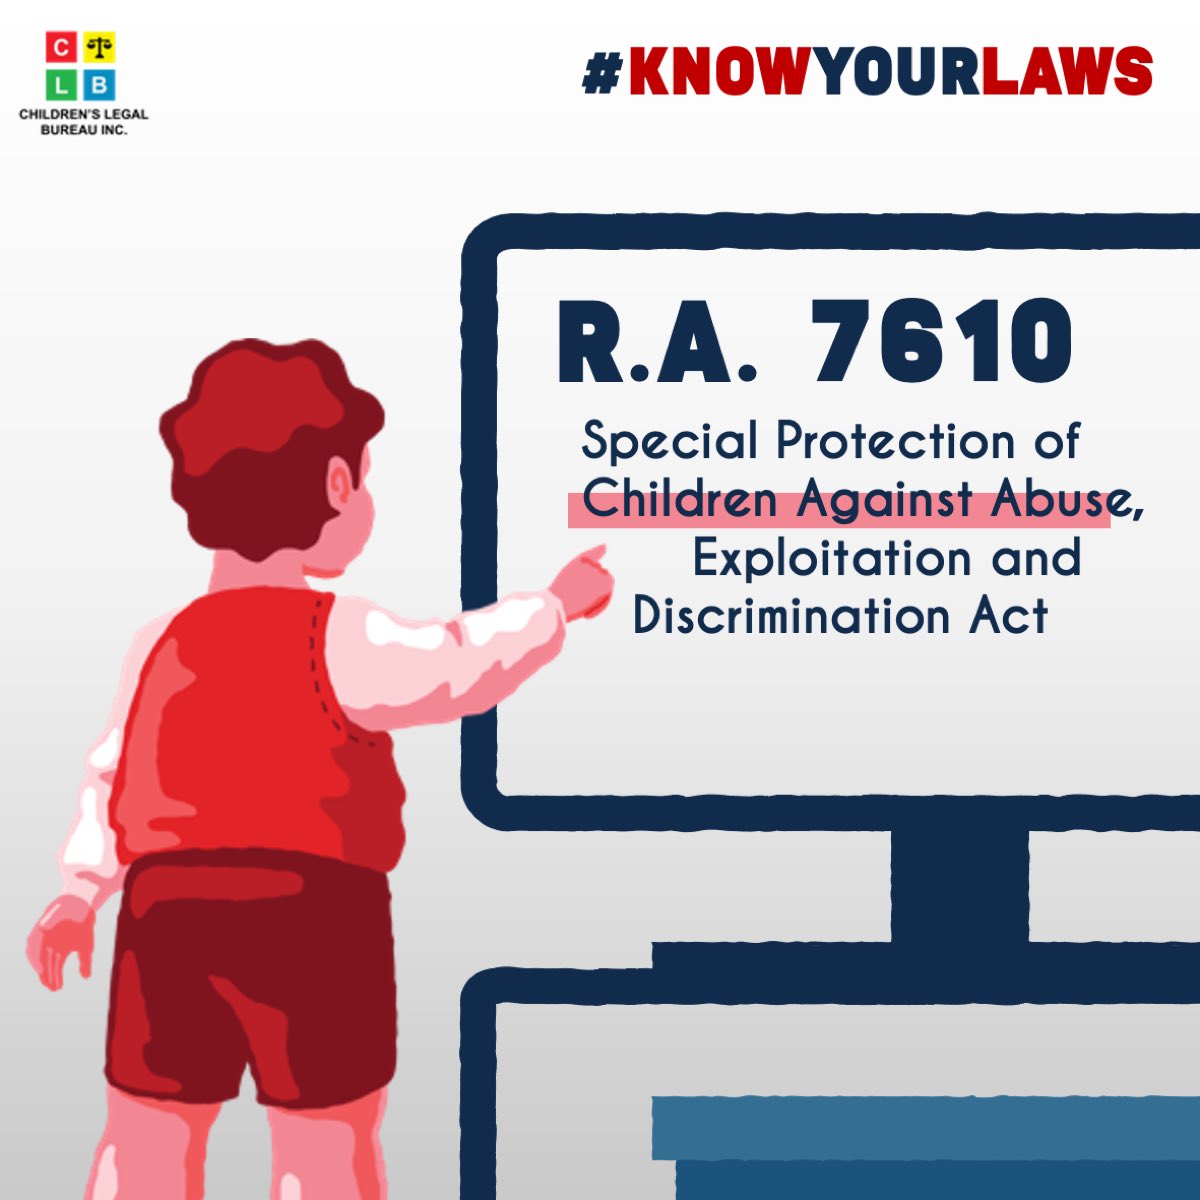 C
L B
CHILDREN'S LEGAL
BUREAU INC.
#KNOWYOURLAWS
R.A. 7610
Special Protection of
Children Against Abuse,
Exploitation and
Discrimination Act